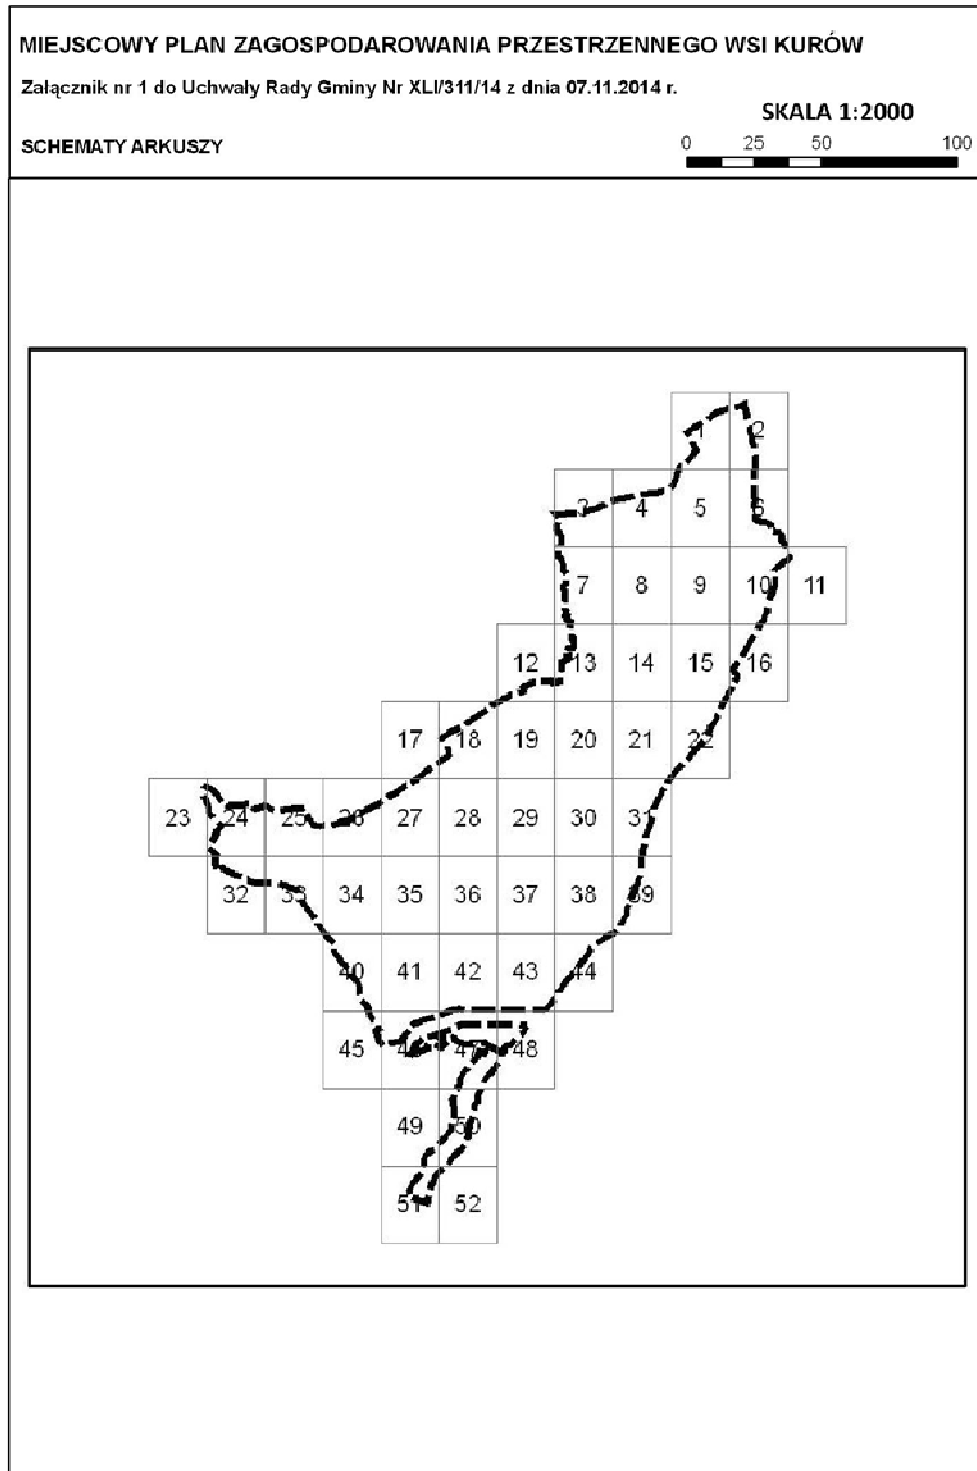 MIEJSCOWY PLAN ZAGOSPODAROWANIA PRZESTRZENNEGO WSI KURÓW
Załącznik nr 1 do Uchwały Rady Gminy Nr XLI/311/14 z dnia 07.11.2014 r.
SKALA 1:2000
SCHEMATY ARKUSZY
0 25 50 100
1 2
3 4 5 6
7 8 9 10 11
12 13 14 15 16
17 18 19 20 21 22
23 24 25 26 27 28 29 30 31
32 33 34 35 36 37 38 39
40 41 42 43 44
45 46 47 48
49 50
51 52